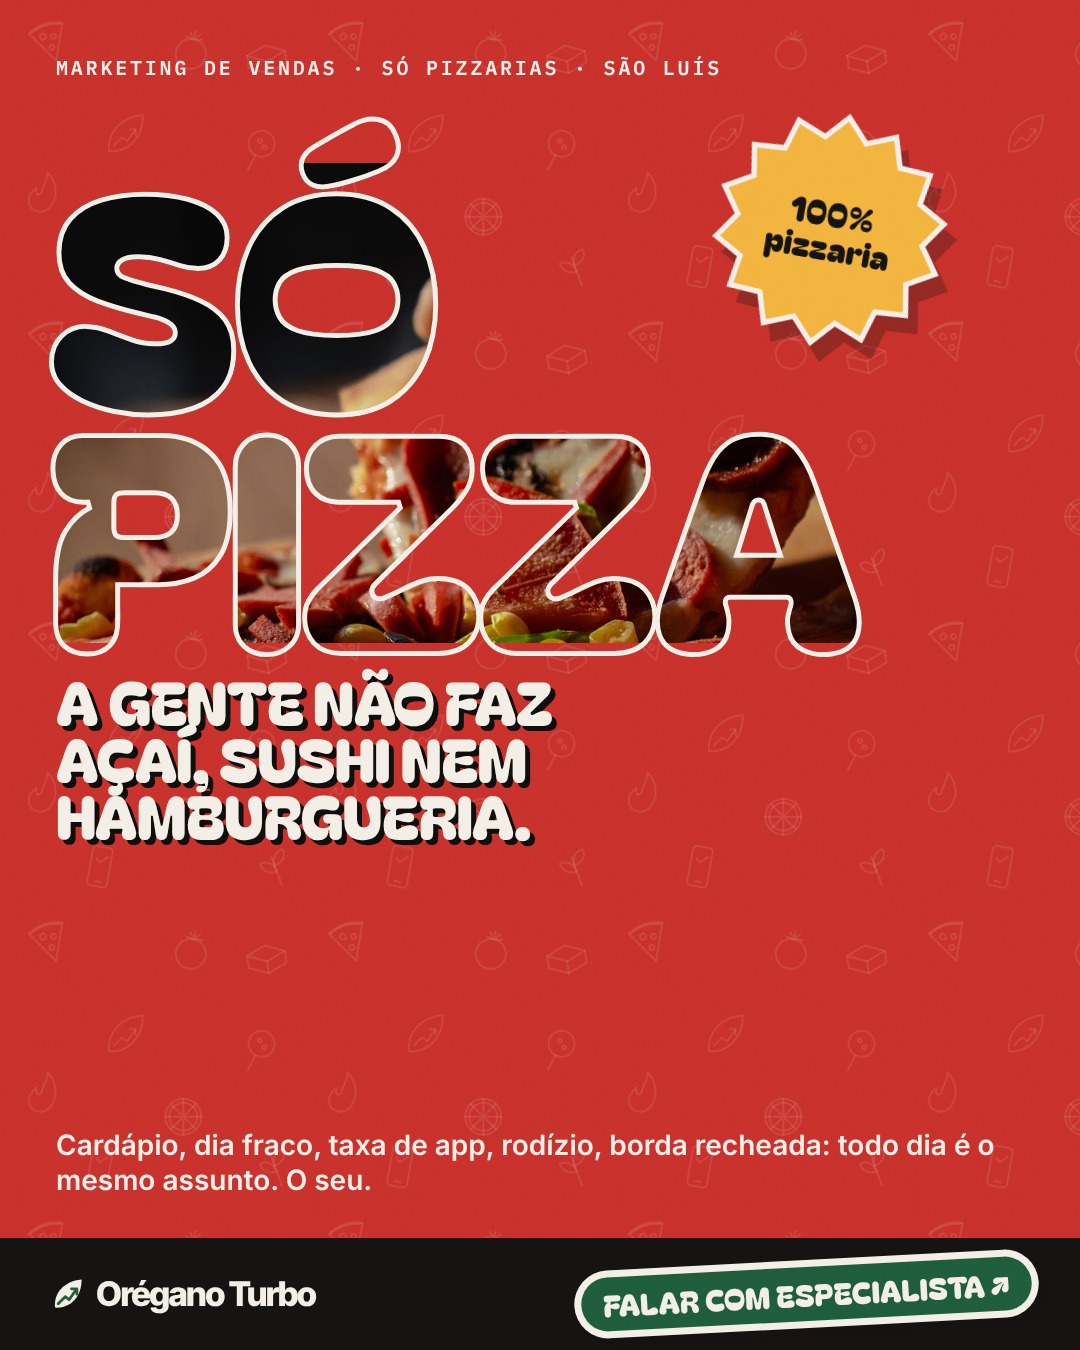 MARKETING DE VENDAS · SÓ PIZZARIAS · SÃO LUÍS
SÓ
PIZZA
100%
pizzaria
A GENTE NÃO FAZ
AÇAÍ, SUSHI NEM
HAMBURGUERIA.
Cardápio, dia fraco, taxa de app, rodízio, borda recheada: todo dia é o
mesmo assunto. O seu.
Orégano Turbo
FALAR COM ESPECIALISTA ↗